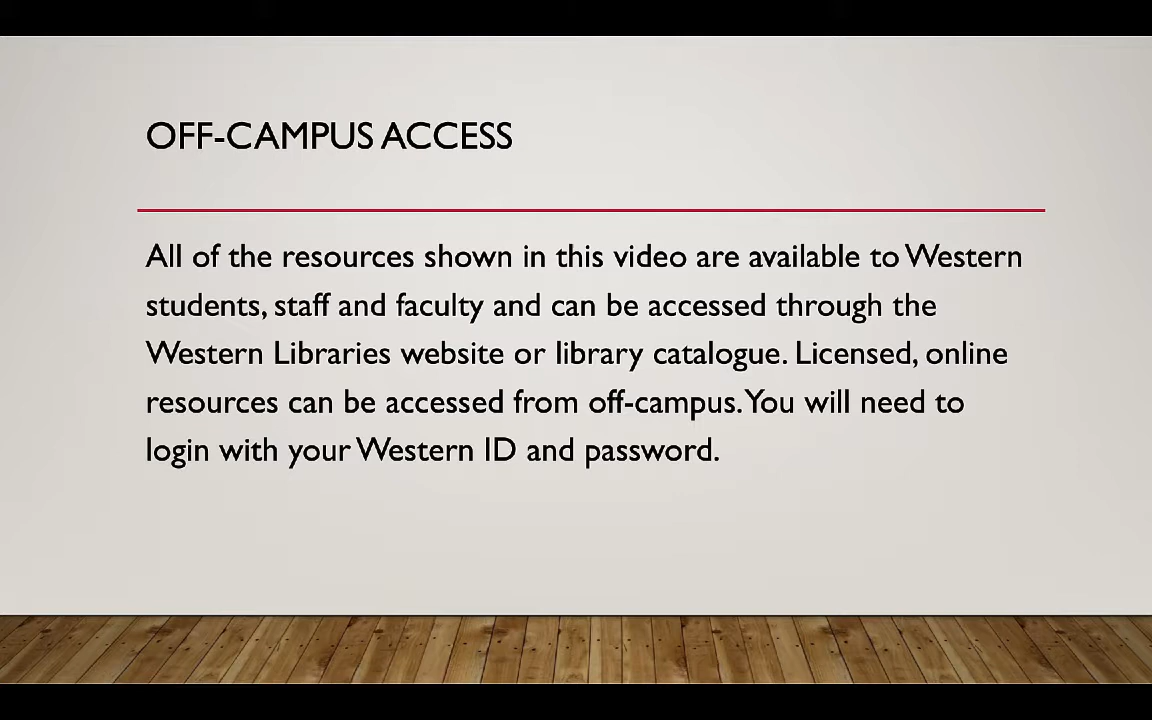 OFF-CAMPUS ACCESS
All of the resources shown in this video are available to Western
students, staff and faculty and can be accessed through the
Western Libraries website or library catalogue. Licensed, online
resources can be accessed from off-campus. You will need to
login with your Western ID and password.